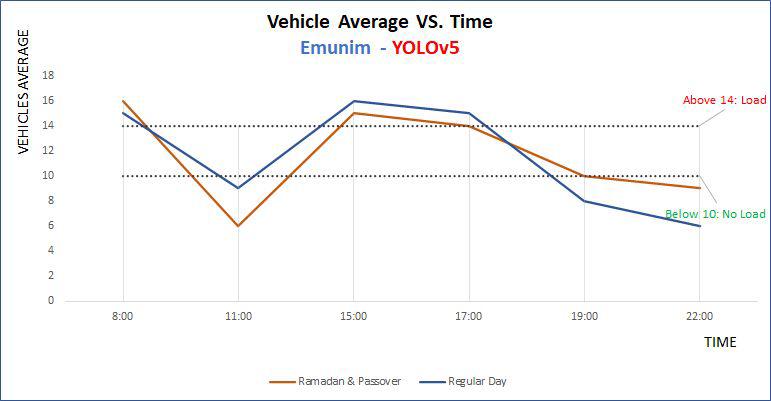 Vehicle Average VS. Time
Emunim - YOLOv5
VEHICLES AVERAGE
18
16
14
12
10
8
6
4
2
0
Above 14: Load
Below 10: No Load
8:00
11:00
15:00
17:00
19:00
22:00
TIME
Ramadan & Passover
Regular Day